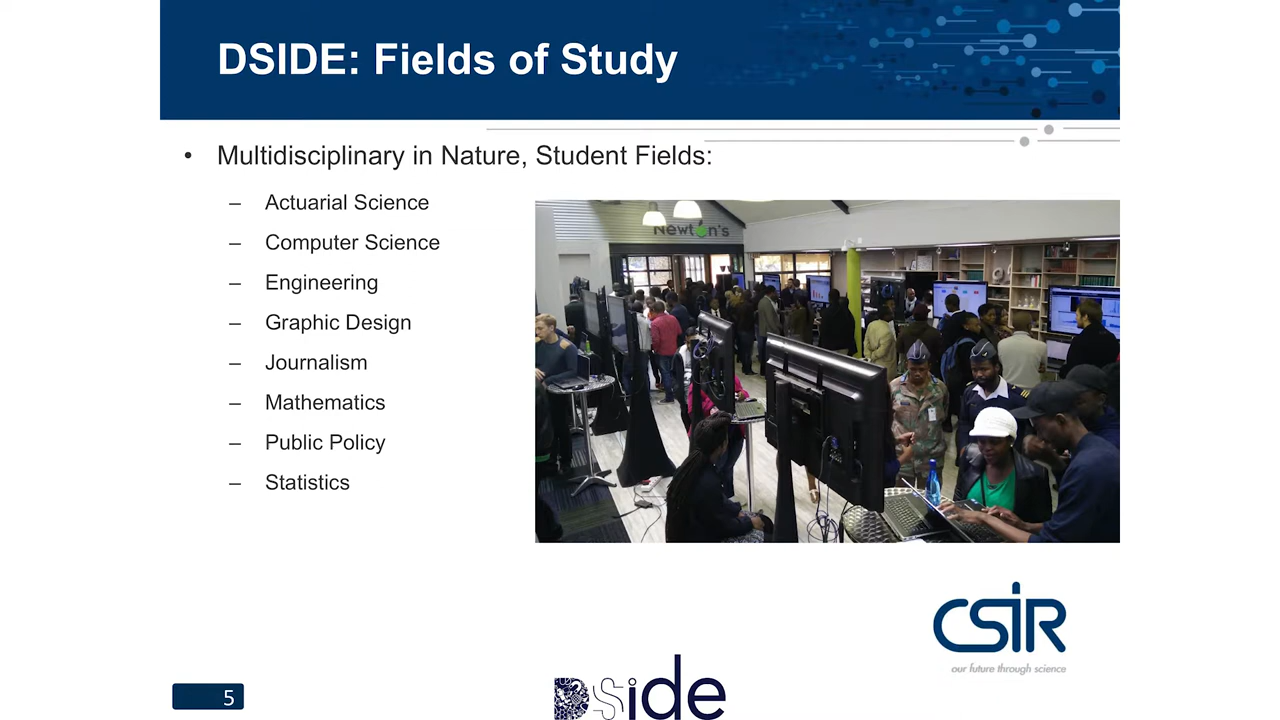 DSIDE: Fields of Study
• Multidisciplinary in Nature, Student Fields:
– Actuarial Science
– Computer Science
– Engineering
– Graphic Design
– Journalism
– Mathematics
– Public Policy
– Statistics
Newton's
CSIR
our future through science
Dside
5